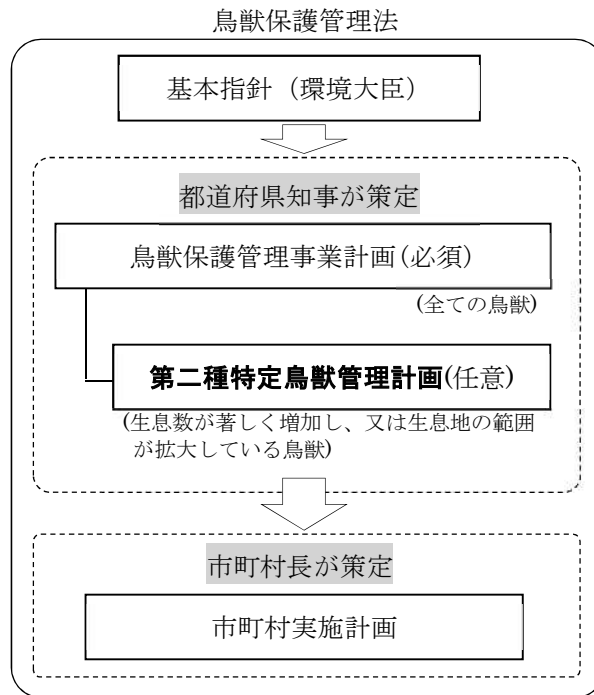 鳥獣保護管理法
基本指針（環境大臣）
都道府県知事が策定
鳥獣保護管理事業計画(必須)
(全ての鳥獣)
第二種特定鳥獣管理計画(任意)
(生息数が著しく増加し、又は生息地の範囲
が拡大している鳥獣)
市町村長が策定
市町村実施計画